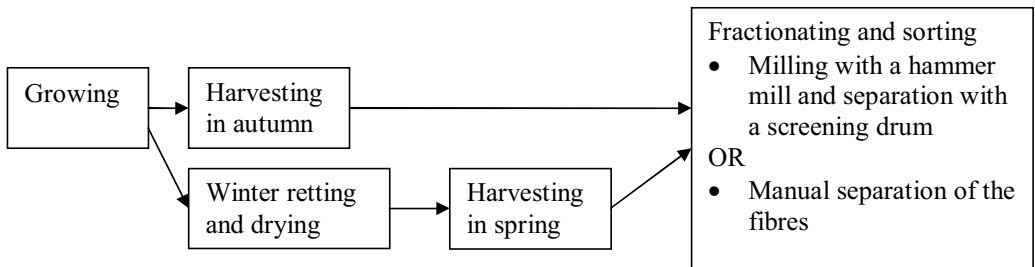 Growing
Harvesting
in autumn
Winter retting
and drying
Harvesting
in spring
Fractionating and sorting
• Milling with a hammer
mill and separation with
a screening drum
OR
• Manual separation of the
fibres